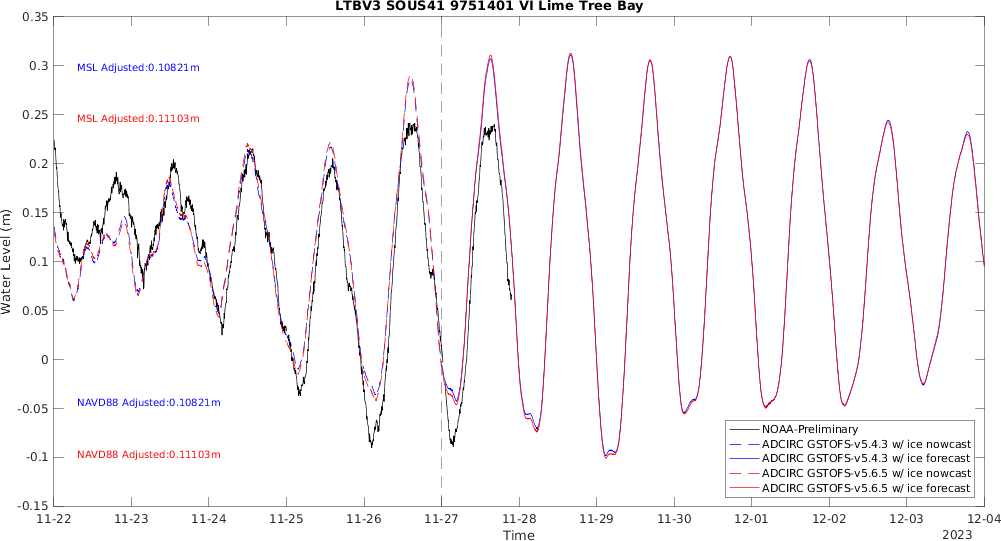 LTBV3 SOUS41 9751401 VI Lime Tree Bay
0.35
0.3
0.25
0.2
0.15
0.1
0.05
0
-0.05
-0.1
-0.15
Water Level (m)
MSL Adjusted:0.10821m
MSL Adjusted:0.11103m
NAVD88 Adjusted:0.10821m
NAVD88 Adjusted:0.11103m
NOAA-Preliminary
ADCIRC GSTOFS-v5.4.3 w/ ice nowcast
ADCIRC GSTOFS-v5.4.3 w/ ice forecast
ADCIRC GSTOFS-v5.6.5 w/ ice nowcast
ADCIRC GSTOFS-v5.6.5 w/ ice forecast
11-22 11-23 11-24 11-25 11-26 11-27 11-28 11-29 11-30 12-01 12-02 12-03 12-04
Time
2023